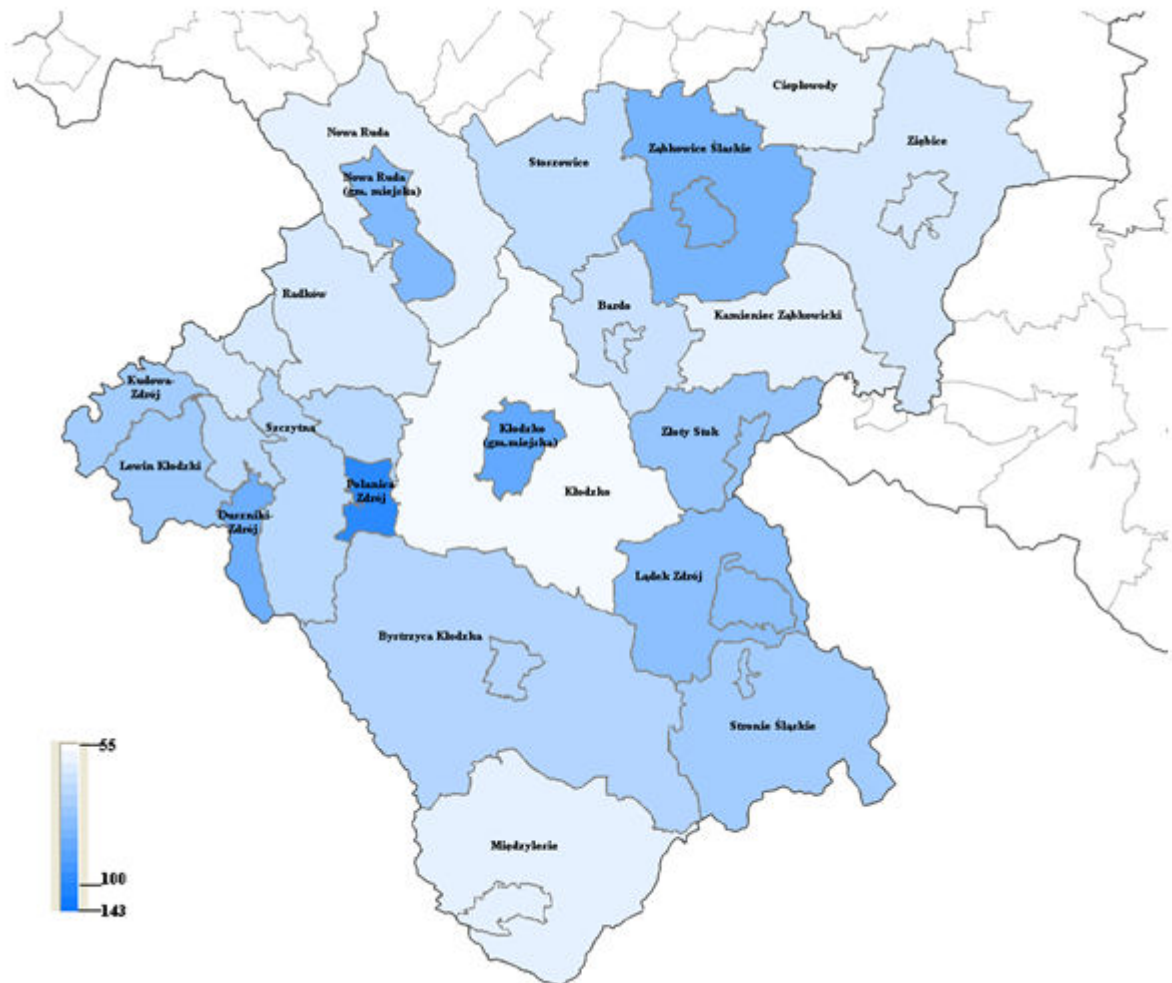 Ciepłowody
Nowa Ruda
Ząbkowice Śląskie
Ziębice
Stoszowice
Nowa Ruda
(gm. miejska)
Radków
Bardo
Kamieniec Ząbkowicki
Kudowa-
Zdrój
Szczytna
Kłodzko
(gm.miejska)
Złoty Stok
Lewin Kłodzki
Polanica
Zdrój
Kłodzko
Duszniki-
Zdrój
Lądek Zdrój
Bystrzyca Kłodzka
Stronie Śląskie
55
Międzylesie
100
143